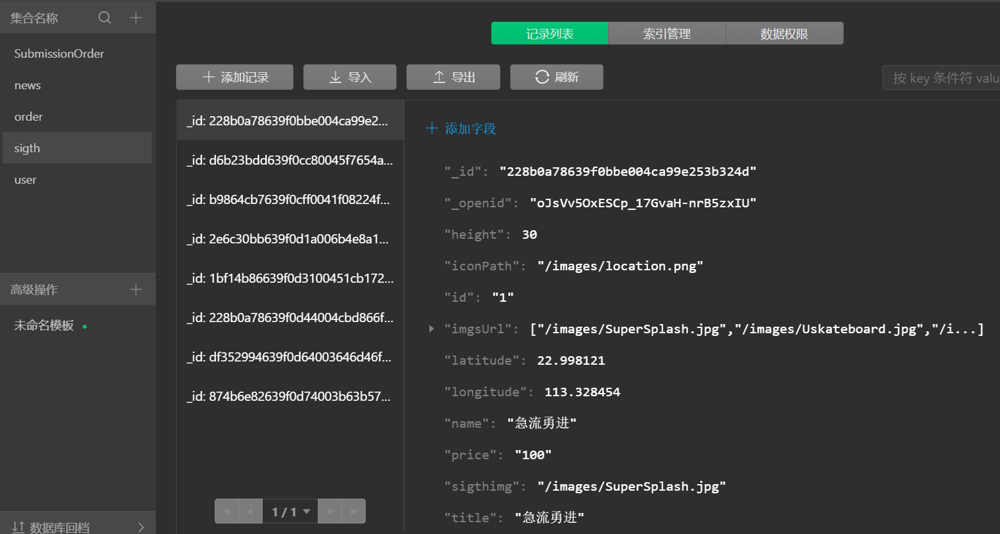 集合名称
SubmissionOrder
news
order
sigth
user
高级操作
未命名模板
数据库回档
记录列表 索引管理 数据权限
添加记录 导入 导出 刷新 按 key 条件符 valu
_id: 228b0a78639f0bbe004ca99e2...
_id: d6b23bdd639f0cc80045f7654a...
_id: b9864cb7639f0cff0041f08224f...
_id: 2e6c30bb639f0d1a006b4e8a1...
_id: 1bf14b86639f0d3100451cb172...
_id: 228b0a78639f0d44004cbd866f...
_id: df352994639f0d64003646d46f...
_id: 874b6e82639f0d74003b63b57...
1 / 1
添加字段
"_id": "228b0a78639f0bbe004ca99e253b324d"
"_openid": "oJsVv5OxESCp_17GvaH-nrB5zxIU"
"height": 30
"iconPath": "/images/location.png"
"id": "1"
"imgsUrl": ["/images/SuperSplash.jpg","/images/Uskateboard.jpg","/i...]
"latitude": 22.998121
"longitude": 113.328454
"name": "急流勇进"
"price": "100"
"sigthimg": "/images/SuperSplash.jpg"
"title": "急流勇进"